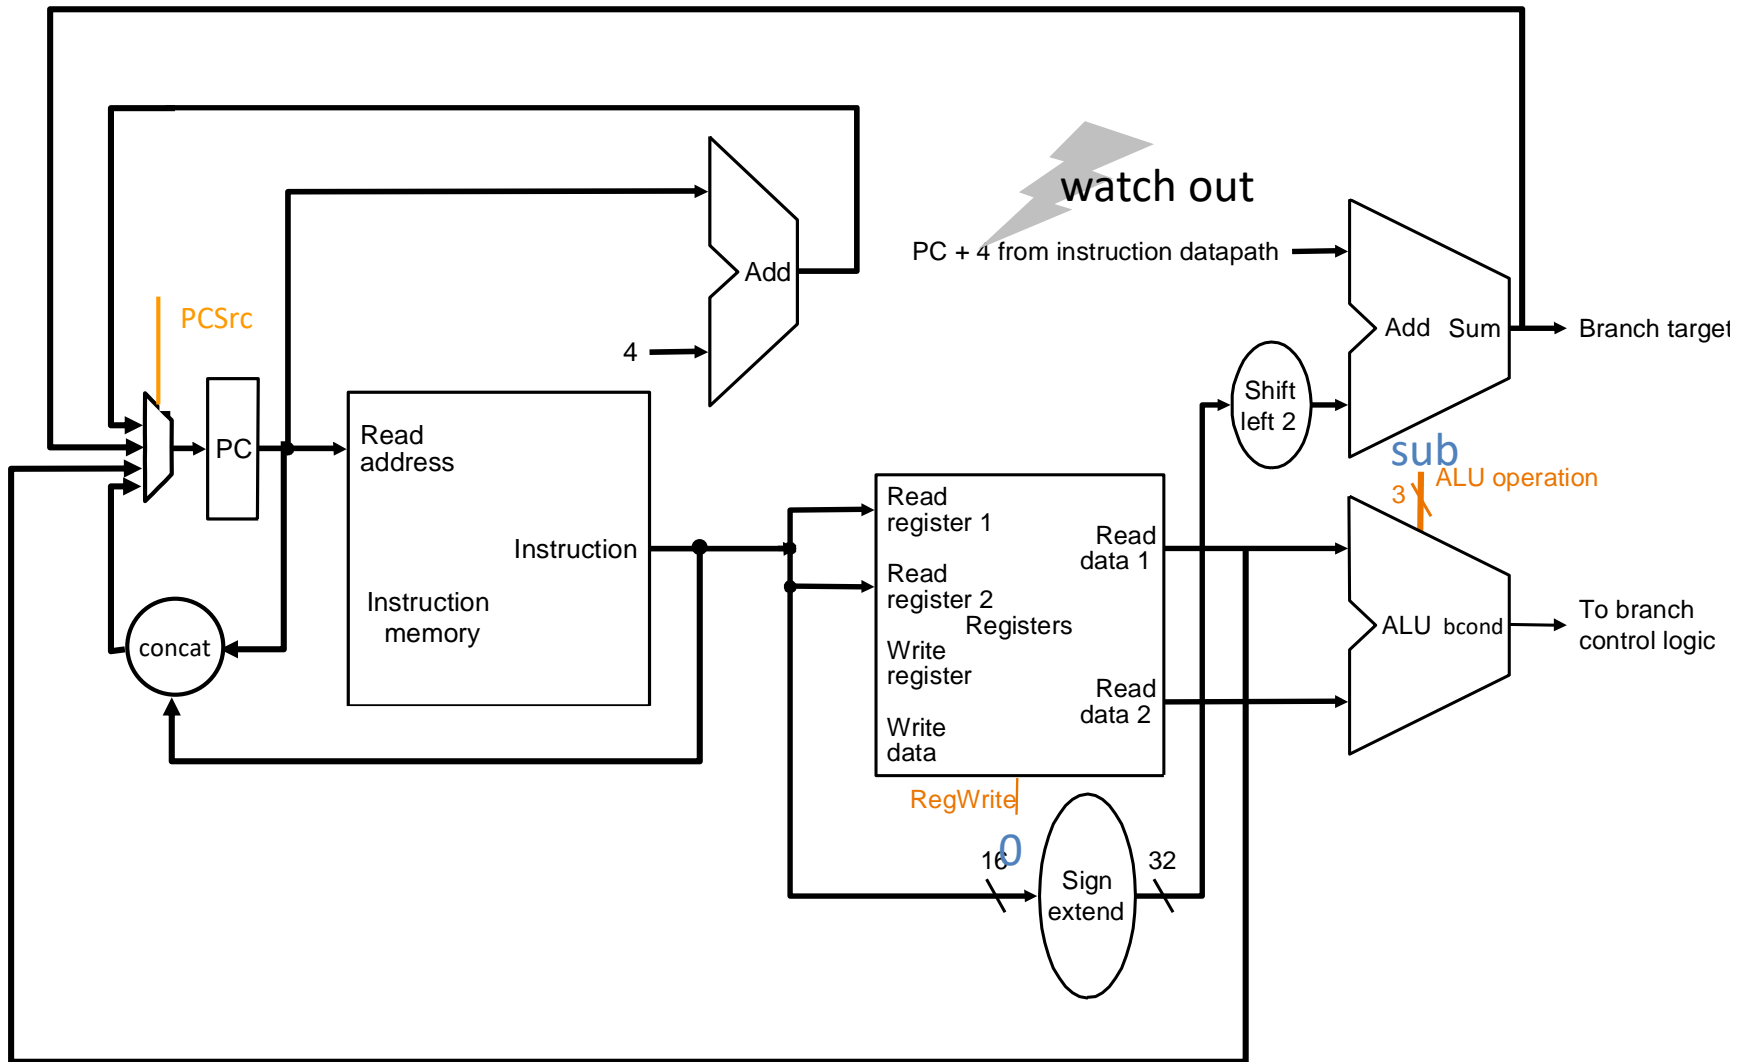 watch out
PC + 4 from instruction datapath
Add
PCSrc
4
Add Sum
Branch target
Shift
left 2
PC
Read
address
sub
ALU operation
3
Read
register 1
Read
data 1
Instruction
Read
register 2
Registers
Instruction
memory
ALU bcond
To branch
control logic
concat
Write
register
Read
data 2
Write
data
RegWrite
0
16
32
Sign
extend